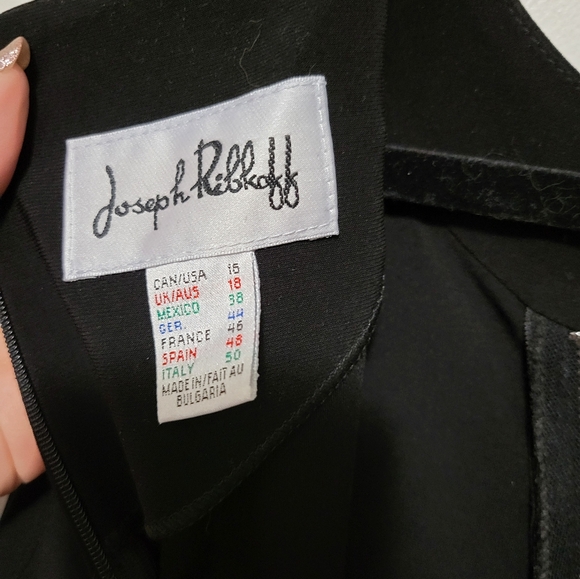 Joseph Ribkoff
CAN/USA 16
UK/AUS 18
MEXICO 38
GER. 44
FRANCE 46
SPAIN 48
ITALY 50
MADE IN/FAIT AU
BULGARIA